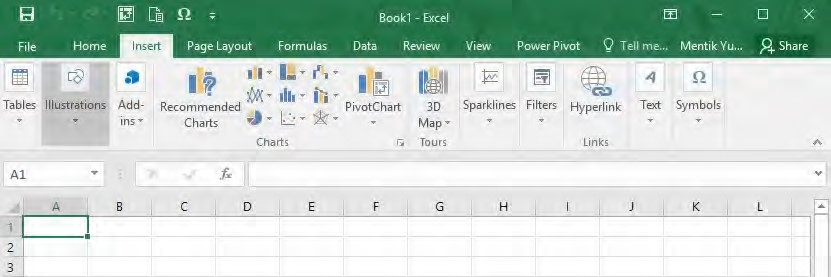 Book1 - Excel
File Home Insert Page Layout Formulas Data Review View Power Pivot Tell me... Mentik Yu... Share
Tables Illustrations Add-ins Recommended Charts PivotChart 3D Map Sparklines Filters Hyperlink Text Symbols
Charts Tours Links
A1 fx
A B C D E F G H I J K L
1
2
3